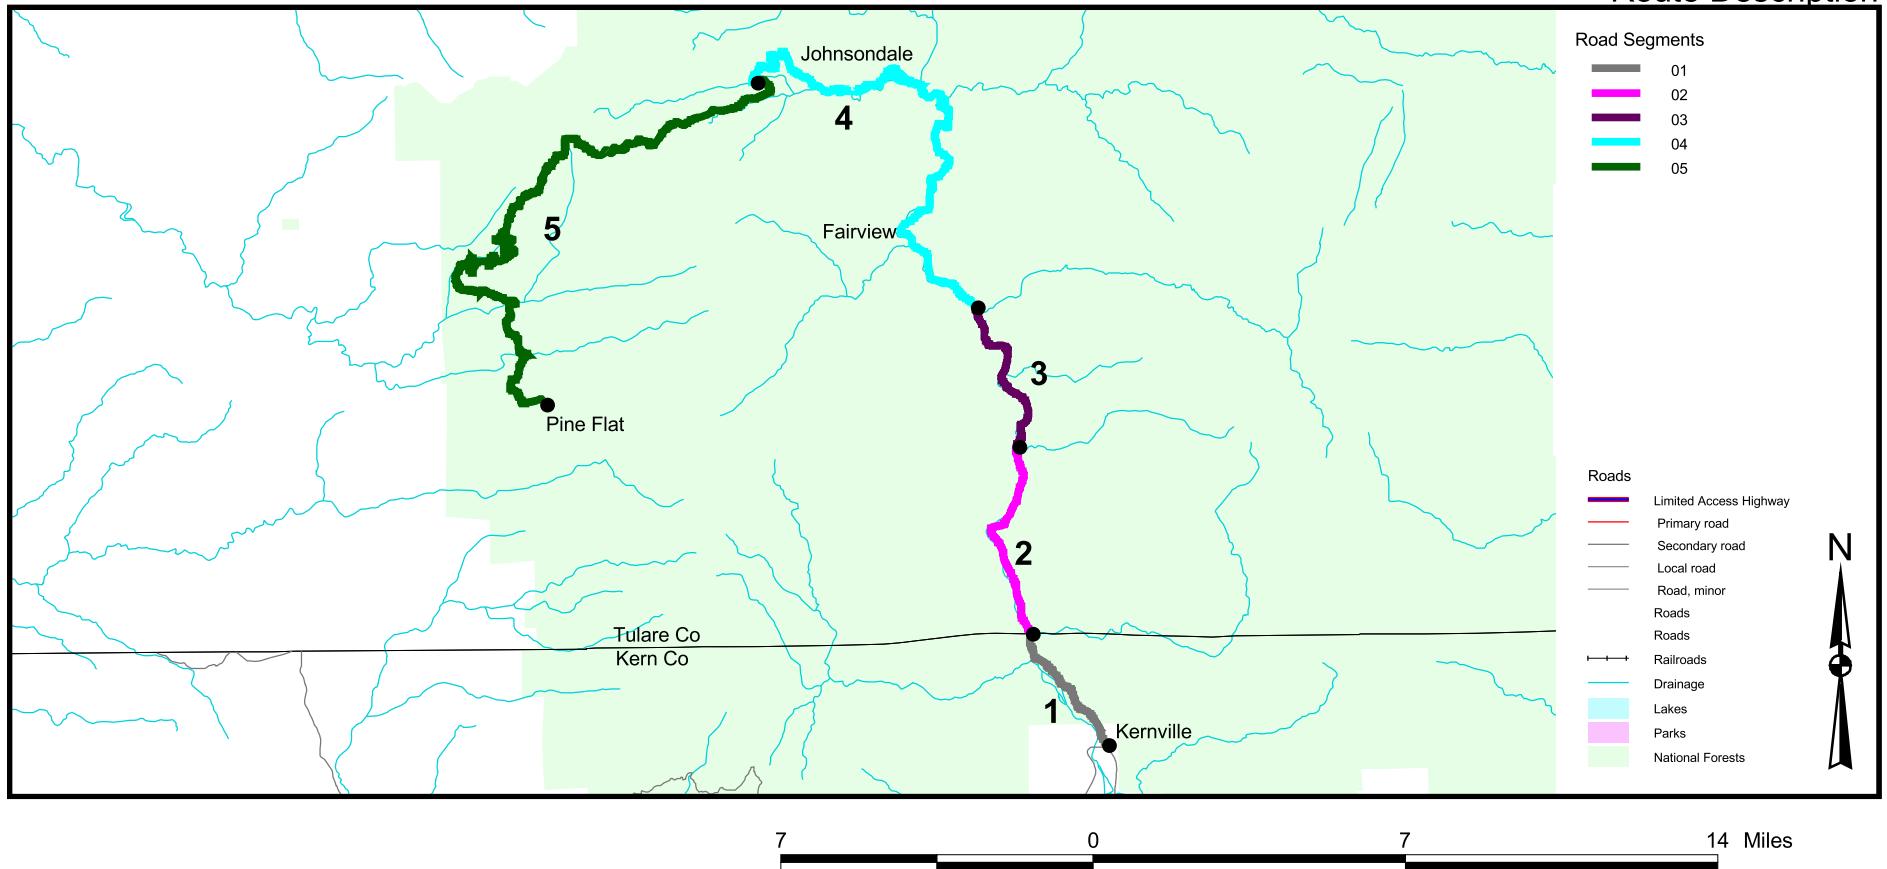 Route Description
Johnsondale
4
5
Fairview
3
Pine Flat
2
Tulare Co
Kern Co
1
Kernville
Road Segments
01
02
03
04
05
Roads
Limited Access Highway
Primary road
Secondary road
Local road
Road, minor
Roads
Roads
Railroads
Drainage
Lakes
Parks
National Forests
N
7 0 7 14 Miles